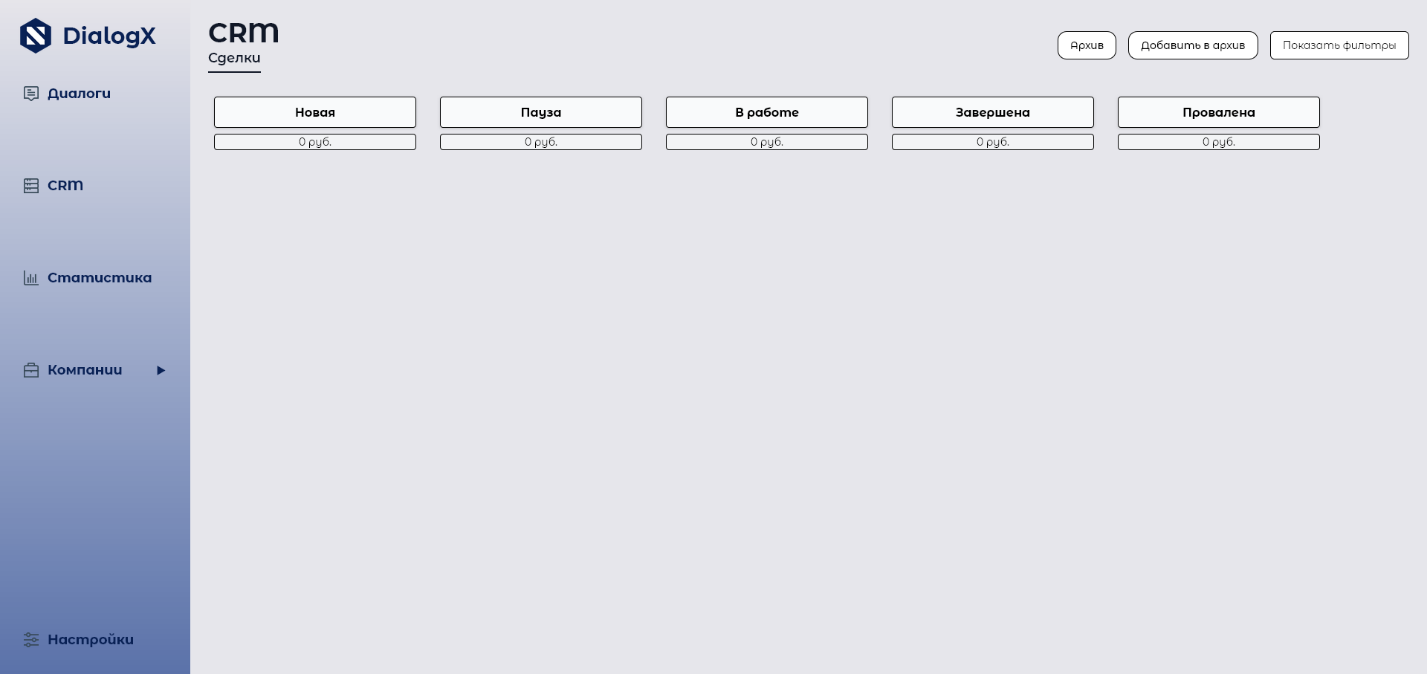 DialogX
Диалоги
CRM
Статистика
Компании
Настройки
CRM
Сделки
Архив
Добавить в архив
Показать фильтры
Новая
Пауза
В работе
Завершена
Провалена
0 руб.
0 руб.
0 руб.
0 руб.
0 руб.